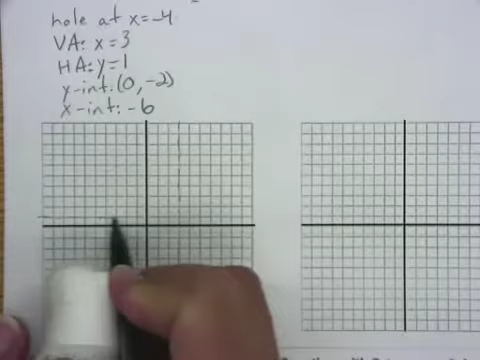 hole at x=-4
VA: x=3
HA: y=1
y-int: (0, -2)
x-int: -6